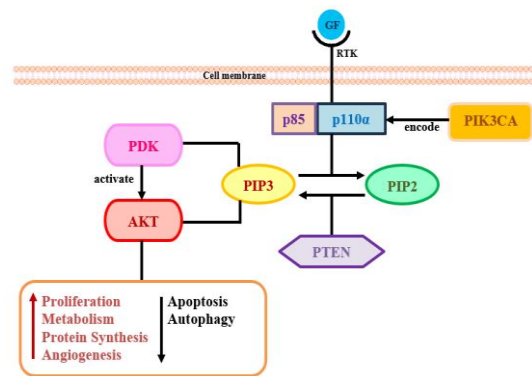 GF
RTK
Cell membrane
p85
p110α
encode
PIK3CA
PDK
activate
AKT
PIP3
PIP2
PTEN
Proliferation
Metabolism
Protein Synthesis
Angiogenesis
Apoptosis
Autophagy